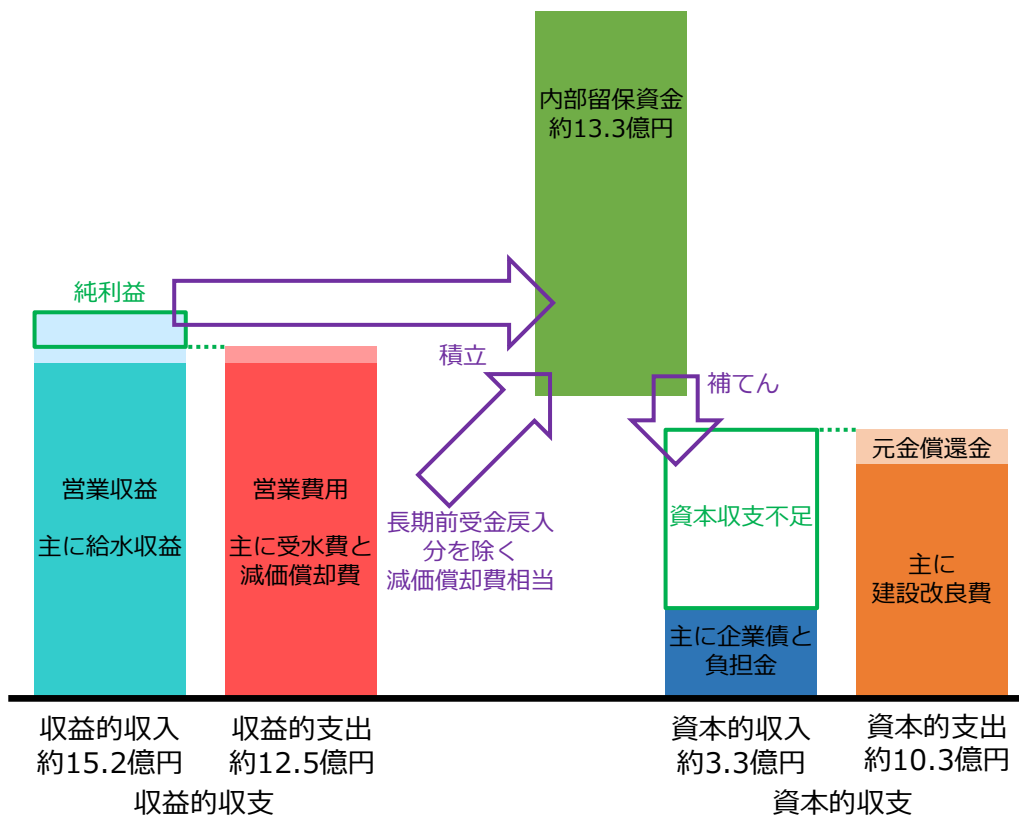 内部留保資金
約13.3億円
純利益
積立
補てん
営業収益
主に給水収益
営業費用
主に受水費と
減価償却費
長期前受金戻入
分を除く
減価償却費相当
資本収支不足
主に企業債と
負担金
元金償還金
主に
建設改良費
収益的収入
約15.2億円
収益的支出
約12.5億円
資本的収入
約3.3億円
資本的支出
約10.3億円
収益的収支
資本的収支